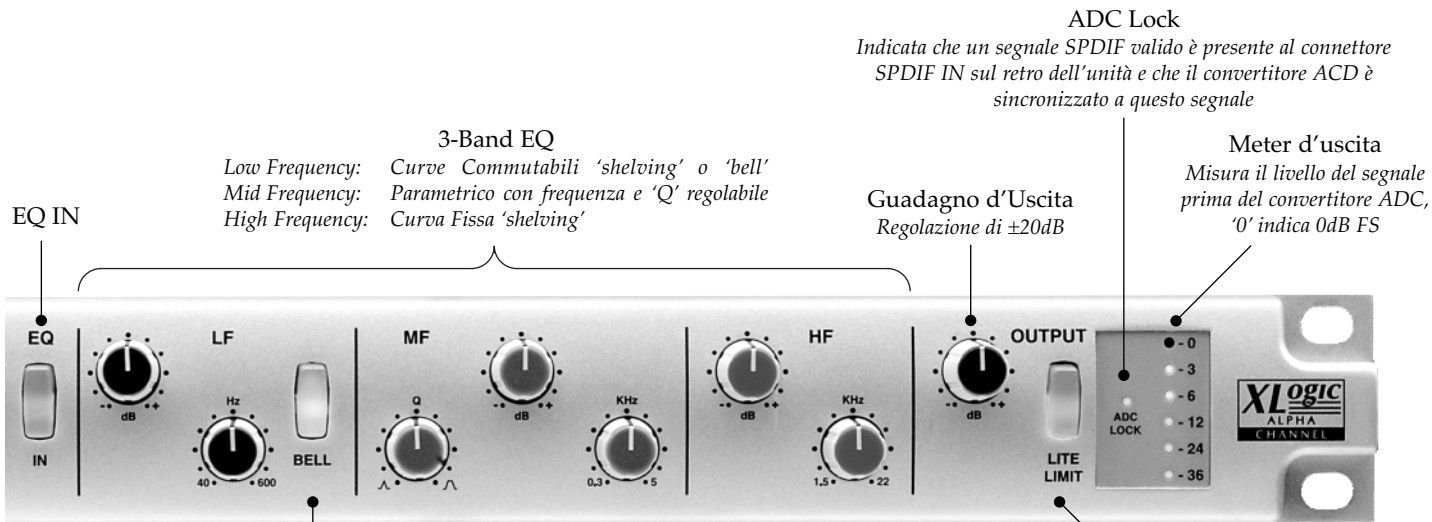 ADC Lock
Indicata che un segnale SPDIF valido è presente al connettore
SPDIF IN sul retro dell'unità e che il convertitore ACD è
sincronizzato a questo segnale
3-Band EQ
Low Frequency: Curve Commutabili 'shelving' o 'bell'
Mid Frequency: Parametrico con frequenza e 'Q' regolabile
High Frequency: Curva Fissa 'shelving'
Meter d'uscita
Misura il livello del segnale
prima del convertitore ADC,
'0' indica 0dB FS
Guadagno d'Uscita
Regolazione di ±20dB
EQ IN
EQ
IN
LF
- dB +
Hz
40 600
BELL
MF
Q
- dB +
KHz
0.3 5
HF
- dB +
KHz
1.5 22
- dB +
OUTPUT
LITE
LIMIT
ADC
LOCK
- 0
- 3
- 6
- 12
- 24
- 36
XLogic
ALPHA
CHANNEL